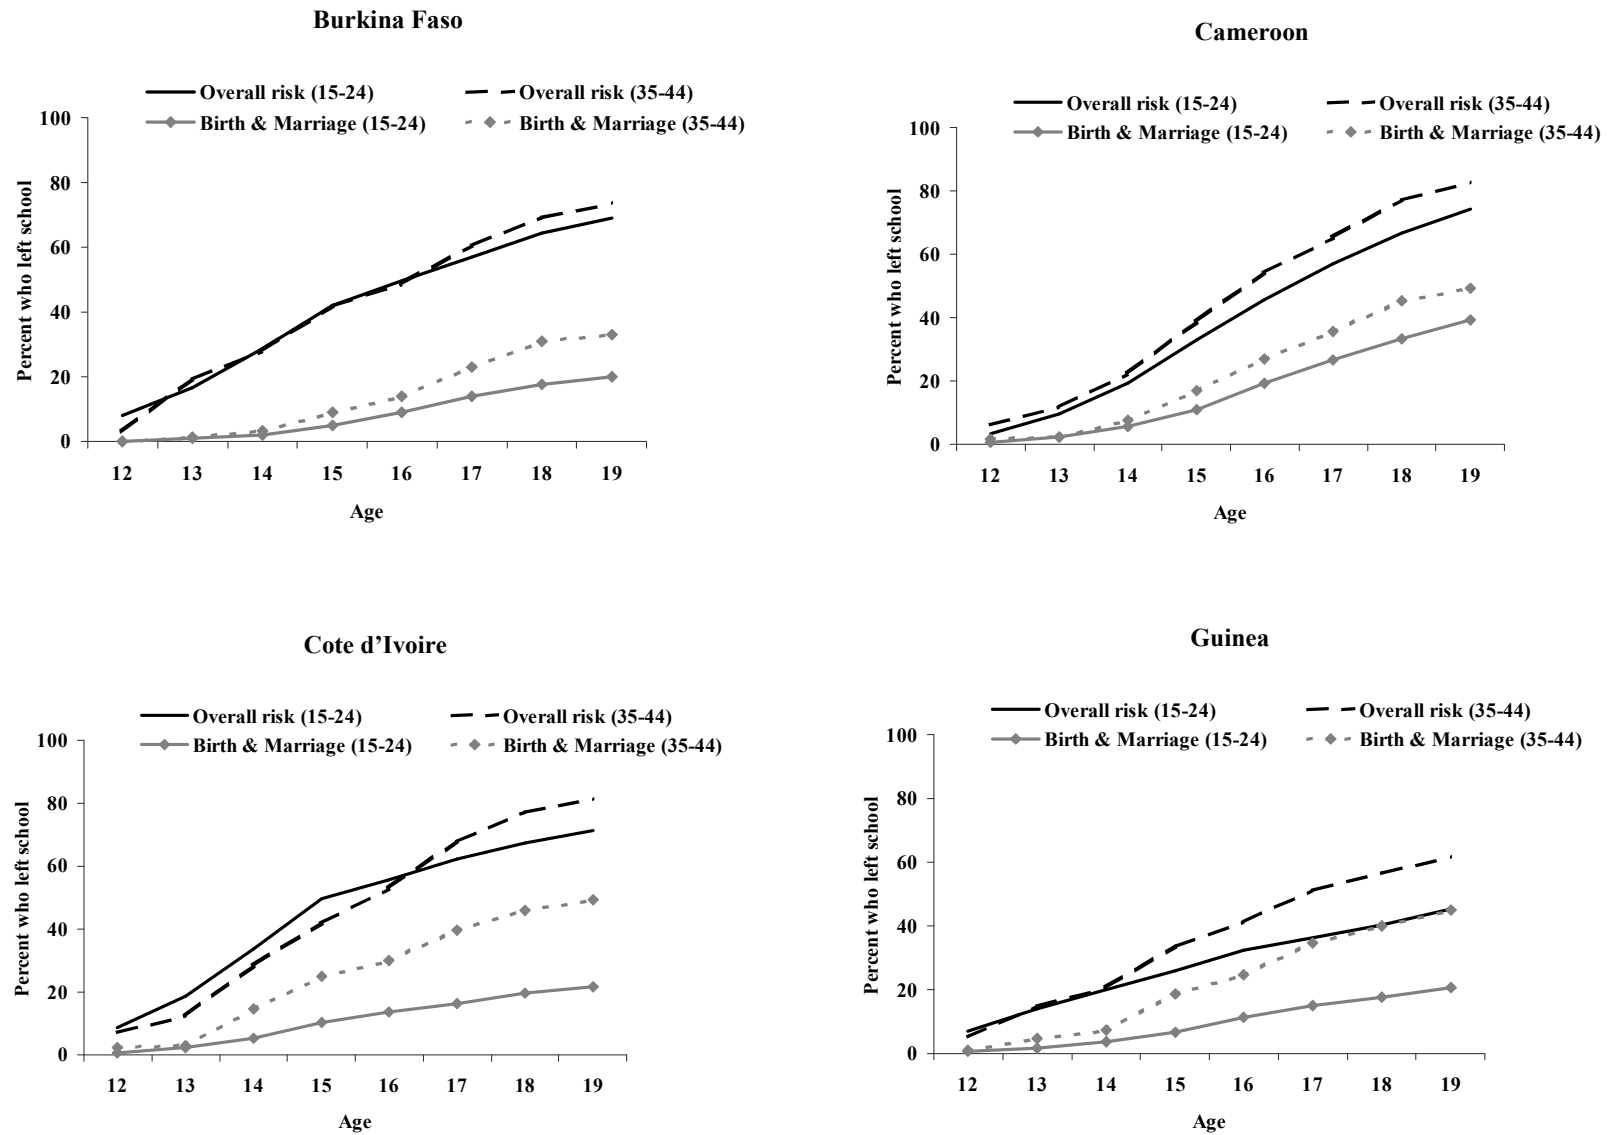 Burkina Faso
Overall risk (15-24)
Overall risk (35-44)
Birth & Marriage (15-24)
Birth & Marriage (35-44)
Percent who left school
100
80
60
40
20
0
12 13 14 15 16 17 18 19
Age
Cameroon
Overall risk (15-24)
Overall risk (35-44)
Birth & Marriage (15-24)
Birth & Marriage (35-44)
Percent who left school
100
80
60
40
20
0
12 13 14 15 16 17 18 19
Age
Cote d’Ivoire
Overall risk (15-24)
Overall risk (35-44)
Birth & Marriage (15-24)
Birth & Marriage (35-44)
Percent who left school
100
80
60
40
20
0
12 13 14 15 16 17 18 19
Age
Guinea
Overall risk (15-24)
Overall risk (35-44)
Birth & Marriage (15-24)
Birth & Marriage (35-44)
Percent who left school
100
80
60
40
20
0
12 13 14 15 16 17 18 19
Age